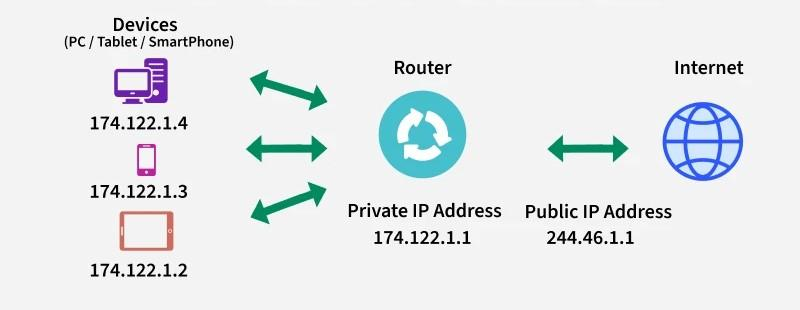 Devices
(PC / Tablet / SmartPhone)
174.122.1.4
174.122.1.3
174.122.1.2
Router
Private IP Address
174.122.1.1
Public IP Address
244.46.1.1
Internet